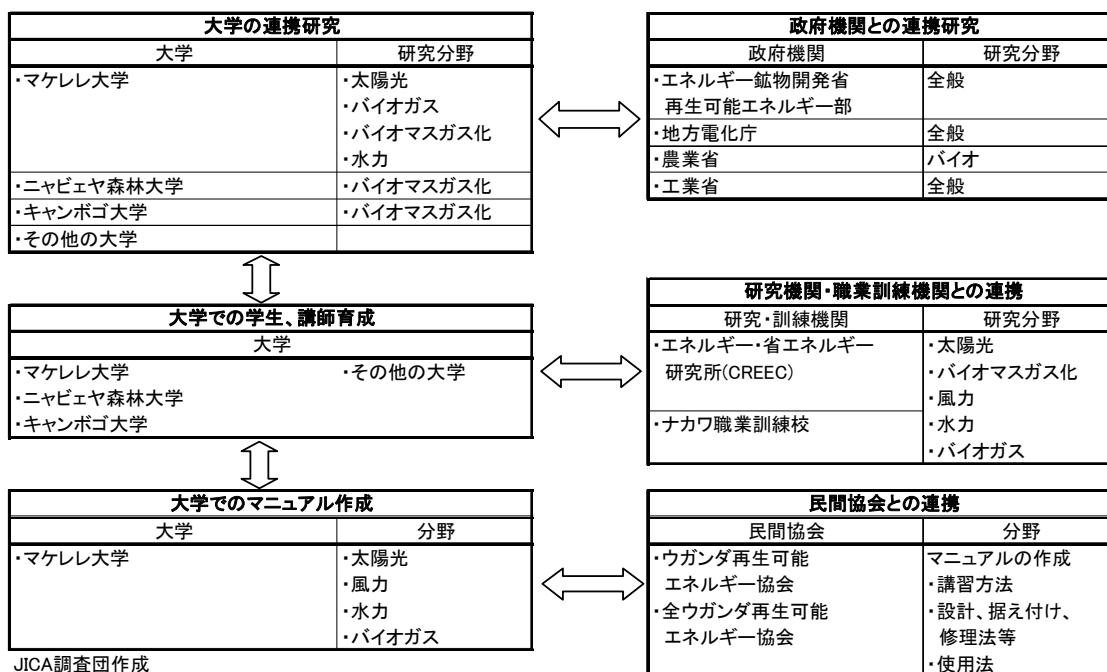 大学の連携研究
大学 研究分野
・マケレレ大学 ・太陽光
・バイオガス
・バイオマスガス化
・水力
・ニャビェヤ森林大学 ・バイオマスガス化
・キャンボゴ大学 ・バイオマスガス化
・その他の大学
政府機関との連携研究
政府機関 研究分野
・エネルギー鉱物開発省 全般
再生可能エネルギー部
・地方電化庁 全般
・農業省 バイオ
・工業省 全般
大学での学生、講師育成
大学
・マケレレ大学 ・その他の大学
・ニャビェヤ森林大学
・キャンボゴ大学
研究機関・職業訓練機関との連携
研究・訓練機関 研究分野
・エネルギー・省エネルギー ・太陽光
研究所(CREEC) ・バイオマスガス化
・風力
・ナカワ職業訓練校 ・水力
・バイオガス
大学でのマニュアル作成
大学 分野
・マケレレ大学 ・太陽光
・風力
・水力
・バイオガス
JICA調査団作成
民間協会との連携
民間協会 分野
・ウガンダ再生可能 マニュアルの作成
エネルギー協会 ・講習方法
・全ウガンダ再生可能 ・設計、据え付け、
エネルギー協会 修理法等
・使用法